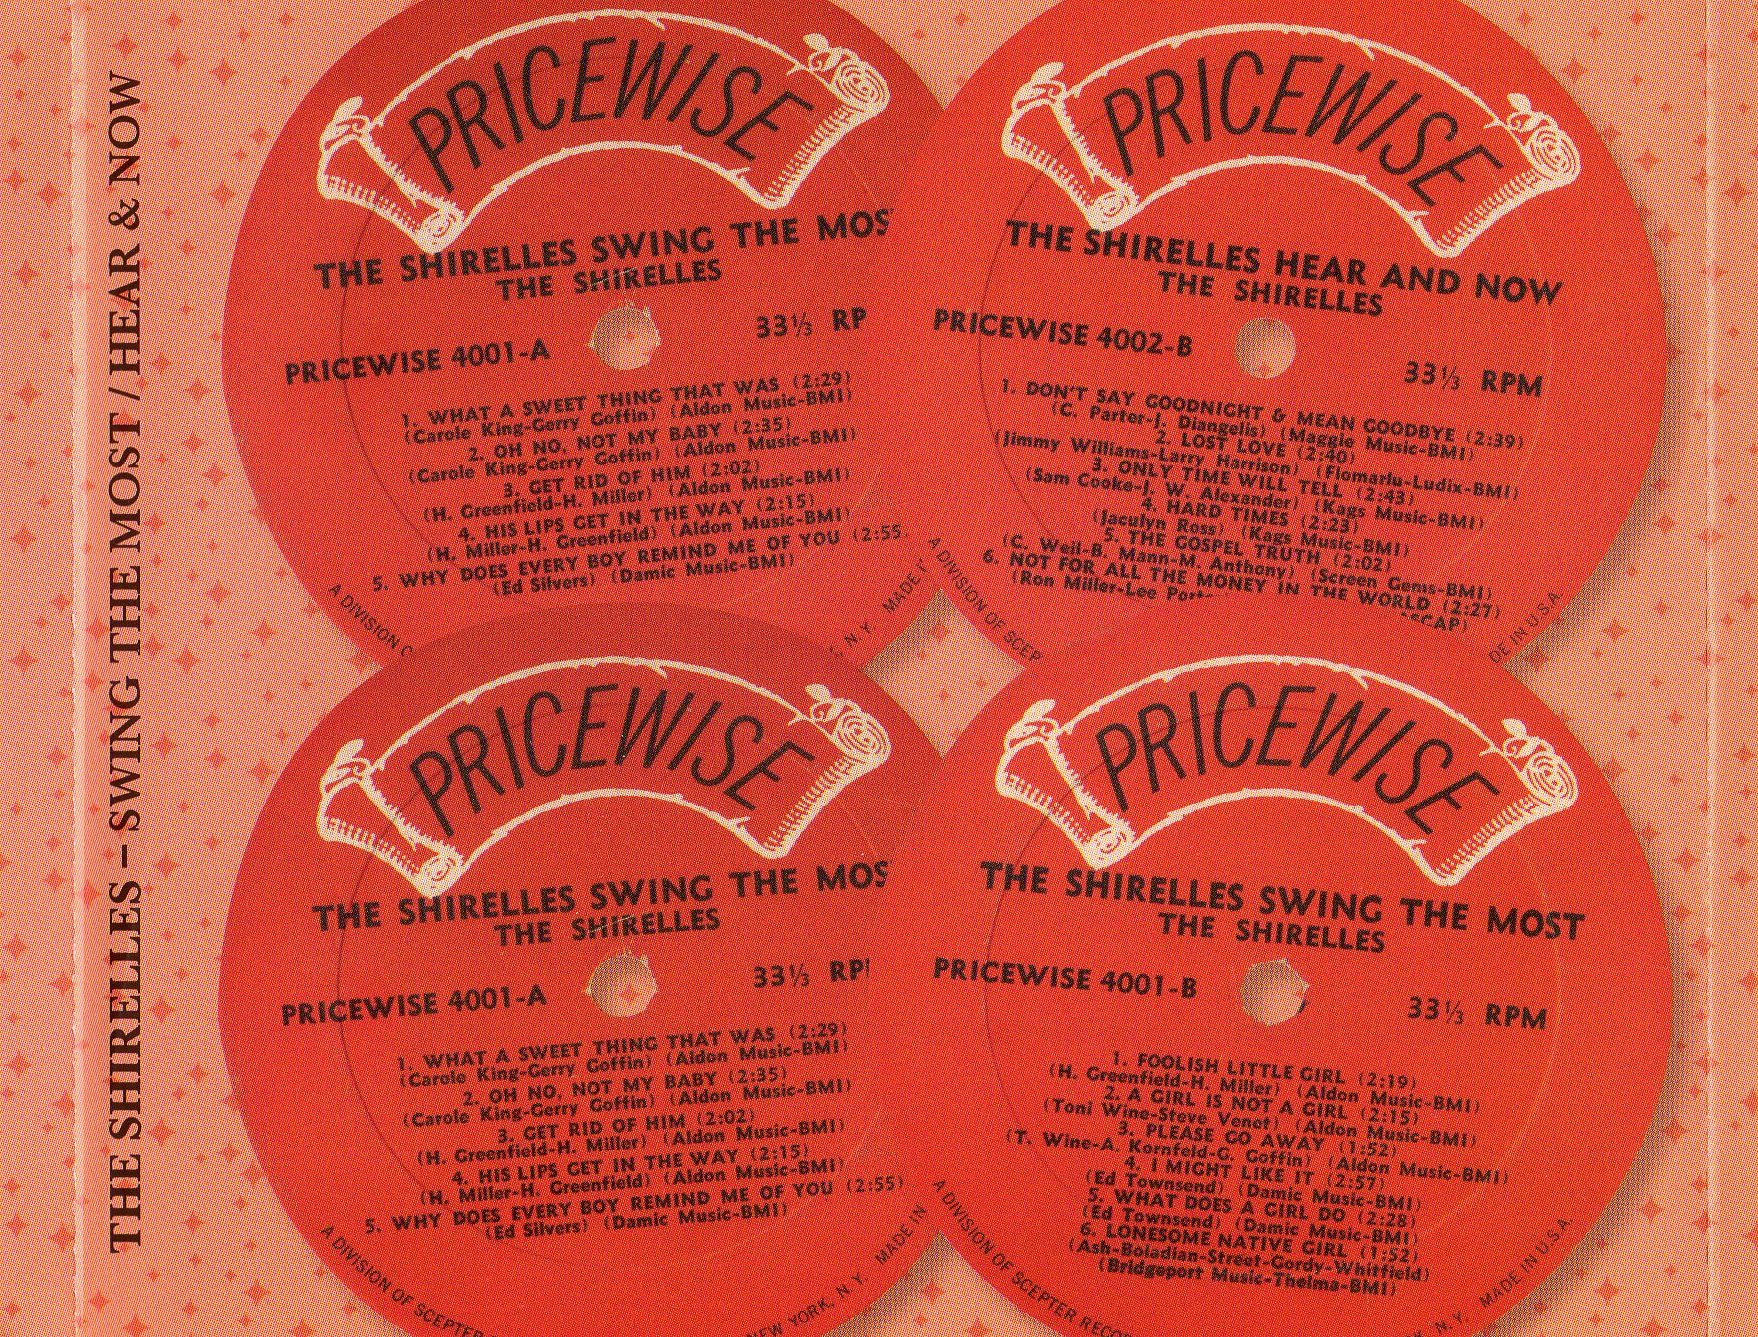 THE SHIRELLES – SWING THE MOST / HEAR & NOW
PRICEWISE
THE SHIRELLES SWING THE MOS
THE SHIRELLES
33⅓ RP
PRICEWISE 4001-A
1. WHAT A SWEET THING THAT WAS (2:29)
(Carole King-Gerry Goffin) (Aldon Music-BMI)
2. OH NO, NOT MY BABY (2:35)
(Carole King-Gerry Goffin) (Aldon Music-BMI)
3. GET RID OF HIM (2:02)
(H. Greenfield-H. Miller) (Aldon Music-BMI)
4. HIS LIPS GET IN THE WAY (2:15)
(H. Miller-H. Greenfield) (Aldon Music-BMI)
5. WHY DOES EVERY BOY REMIND ME OF YOU (2:55
(Ed Silvers) (Damic Music-BMI)
A DIVISION N. Y. MADE
PRICEWISE
THE SHIRELLES HEAR AND NOW
THE SHIRELLES
PRICEWISE 4002-B
33⅓ RPM
1. DON'T SAY GOODNIGHT & MEAN GOODBYE (2:39)
(C. Parter-J. Diangelis) (Maggie Music-BMI)
2. LOST LOVE (2:40)
(Jimmy Williams-Larry Harrison) (Flomarlu-Ludix-BMI)
3. ONLY TIME WILL TELL (2:43)
(Sam Cooke-J. W. Alexander) (Kags Music-BMI)
4. HARD TIMES (2:23)
(Jaculyn Ross) (Kags Music-BMI)
5. THE GOSPEL TRUTH (2:02)
(C. Weil-B. Mann-M. Anthony) (Screen Gems-BMI)
6. NOT FOR ALL THE MONEY IN THE WORLD (2:27)
(Ron Miller-Lee Port SCAP)
A DIVISION OF SCEP DE IN U.S.A.
PRICEWISE
THE SHIRELLES SWING THE MOS
THE SHIRELLES
33⅓ RP
PRICEWISE 4001-A
1. WHAT A SWEET THING THAT WAS (2:29)
(Carole King-Gerry Goffin) (Aldon Music-BMI)
2. OH NO, NOT MY BABY (2:35)
(Carole King-Gerry Goffin) (Aldon Music-BMI)
3. GET RID OF HIM (2:02)
(H. Greenfield-H. Miller) (Aldon Music-BMI)
4. HIS LIPS GET IN THE WAY (2:15)
(H. Miller-H. Greenfield) (Aldon Music-BMI)
5. WHY DOES EVERY BOY REMIND ME OF YOU (2:55)
(Ed Silvers) (Damic Music-BMI)
A DIVISION OF SCEPTER NEW YORK, N. Y. MADE IN
PRICEWISE
THE SHIRELLES SWING THE MOST
THE SHIRELLES
PRICEWISE 4001-B
33⅓ RPM
1. FOOLISH LITTLE GIRL (2:19)
(H. Greenfield-H. Miller) (Aldon Music-BMI)
2. A GIRL IS NOT A GIRL (2:15)
(Toni Wine-Steve Venet) (Aldon Music-BMI)
3. PLEASE GO AWAY (1:52)
(T. Wine-A. Kornfeld-G. Goffin) (Aldon Music-BMI)
4. I MIGHT LIKE IT (2:57)
(Ed Townsend) (Damic Music-BMI)
5. WHAT DOES A GIRL DO (2:28)
(Ed Townsend) (Damic Music-BMI)
6. LONESOME NATIVE GIRL (1:52)
(Ash-Boladian-Street-Gordy-Whitfield)
(Bridgeport Music-Thelma-BMI)
A DIVISION OF SCEPTER RECOR N.Y. MADE IN U.S.A.